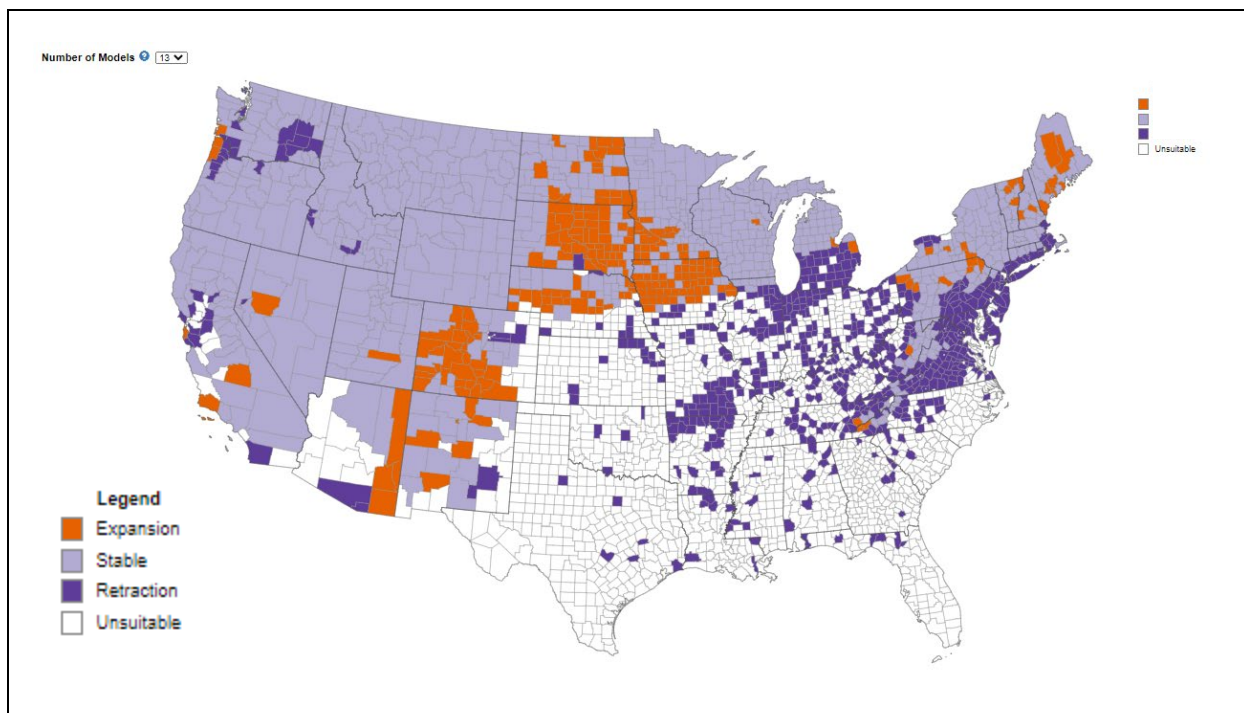 Number of Models ? 13
Unsuitable
Legend
Expansion
Stable
Retraction
Unsuitable